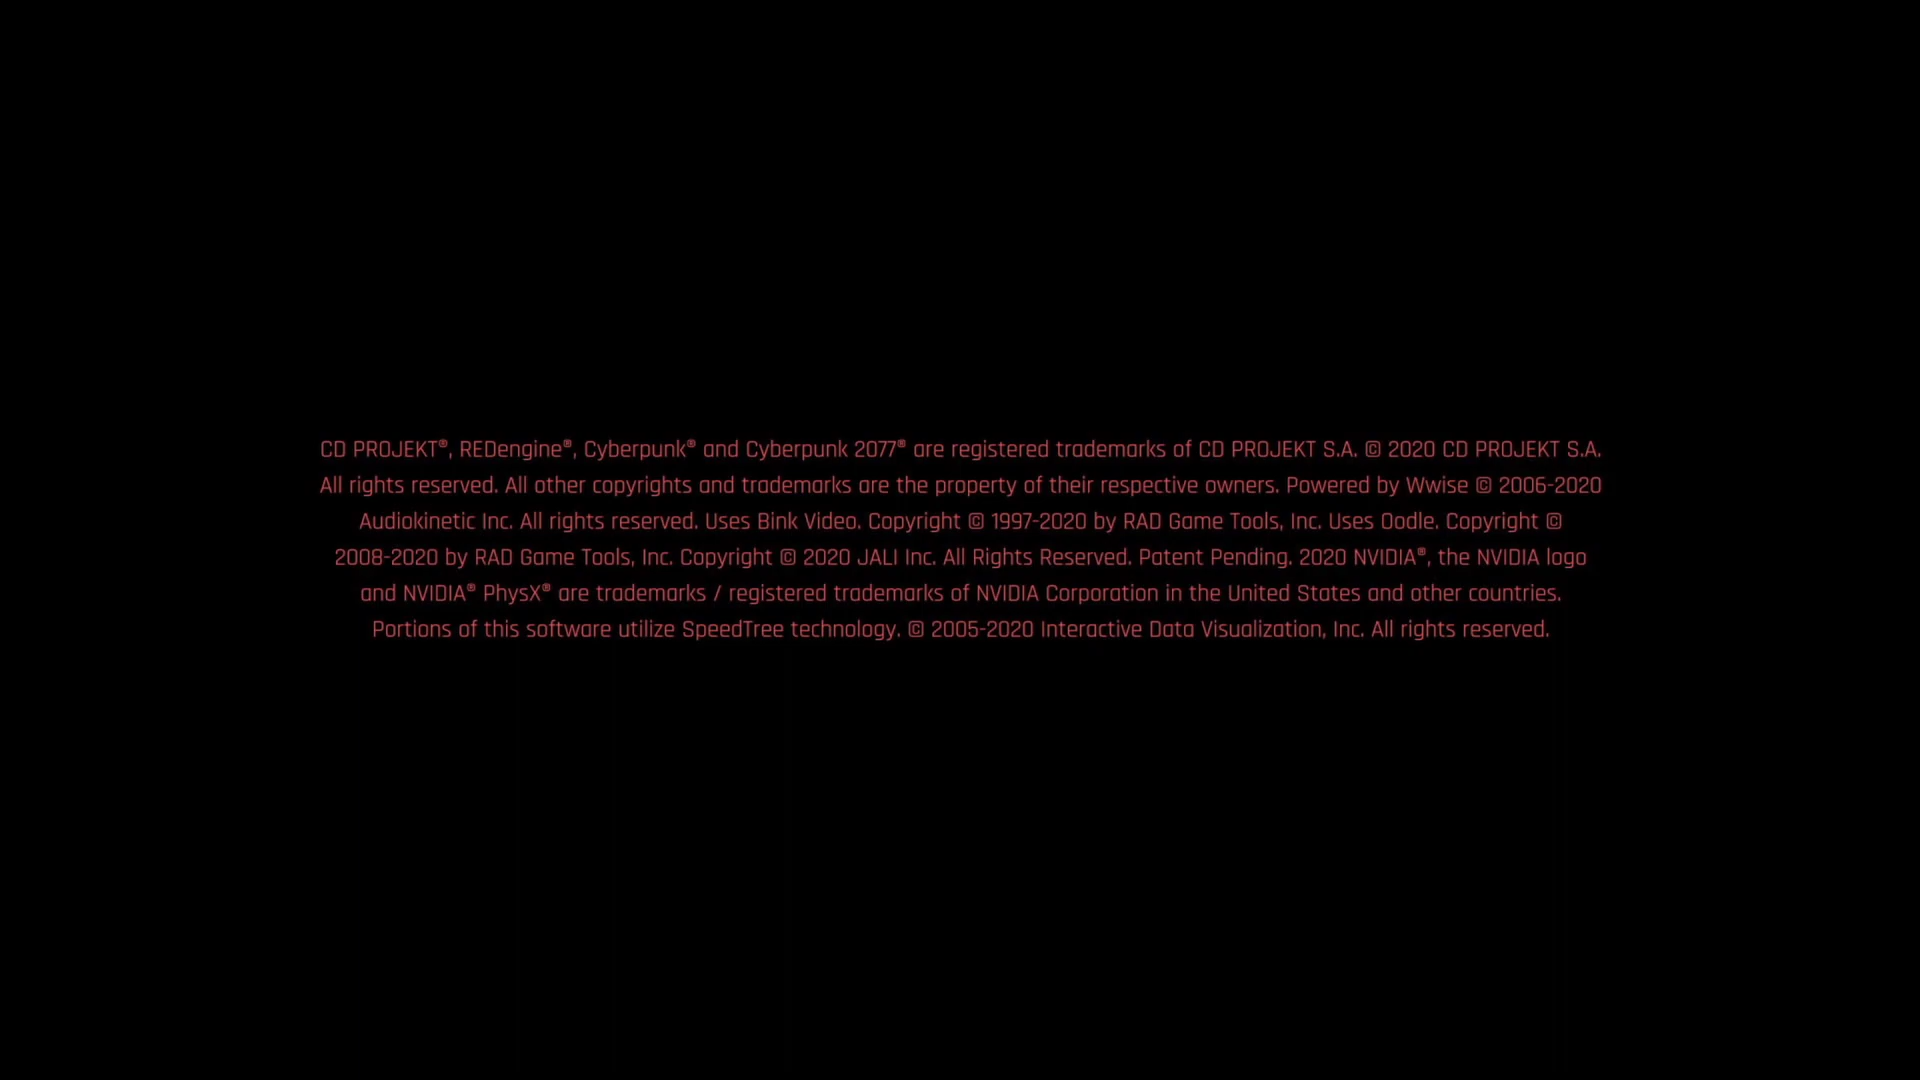 CD PROJEKT®, REDengine®, Cyberpunk® and Cyberpunk 2077® are registered trademarks of CD PROJEKT S.A. © 2020 CD PROJEKT S.A.
All rights reserved. All other copyrights and trademarks are the property of their respective owners. Powered by Wwise © 2006-2020
Audiokinetic Inc. All rights reserved. Uses Bink Video. Copyright © 1997-2020 by RAD Game Tools, Inc. Uses Oodle. Copyright ©
2008-2020 by RAD Game Tools, Inc. Copyright © 2020 JALI Inc. All Rights Reserved. Patent Pending. 2020 NVIDIA®, the NVIDIA logo
and NVIDIA® PhysX® are trademarks / registered trademarks of NVIDIA Corporation in the United States and other countries.
Portions of this software utilize SpeedTree technology. © 2005-2020 Interactive Data Visualization, Inc. All rights reserved.